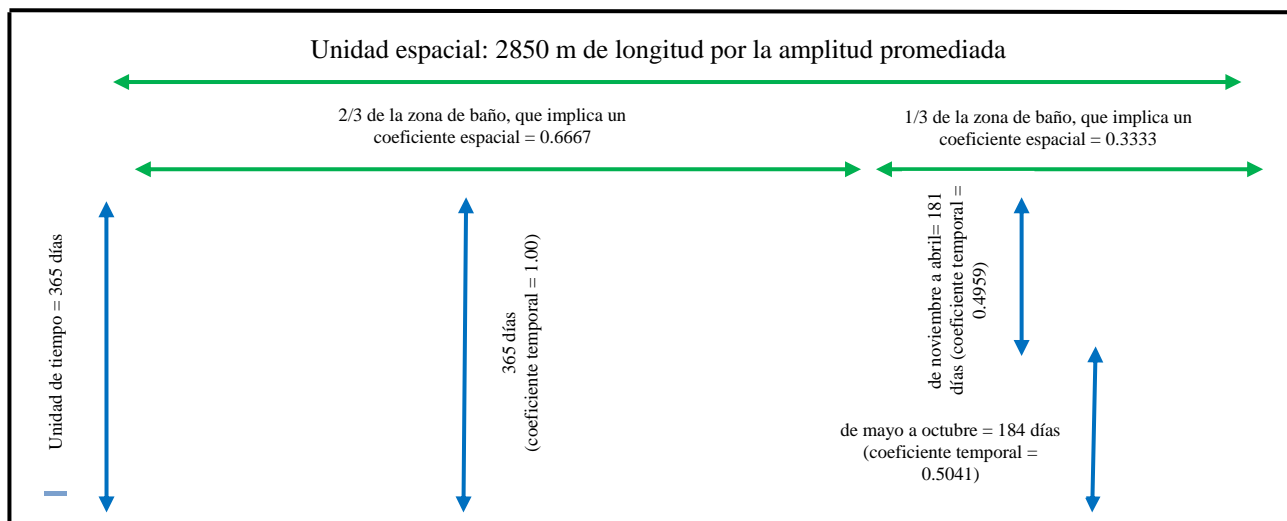 Unidad espacial: 2850 m de longitud por la amplitud promediada
2/3 de la zona de baño, que implica un
coeficiente espacial = 0.6667
1/3 de la zona de baño, que implica un
coeficiente espacial = 0.3333
Unidad de tiempo = 365 días
365 días
(coeficiente temporal = 1.00)
de noviembre a abril= 181
días (coeficiente temporal =
0.4959)
de mayo a octubre = 184 días
(coeficiente temporal =
0.5041)